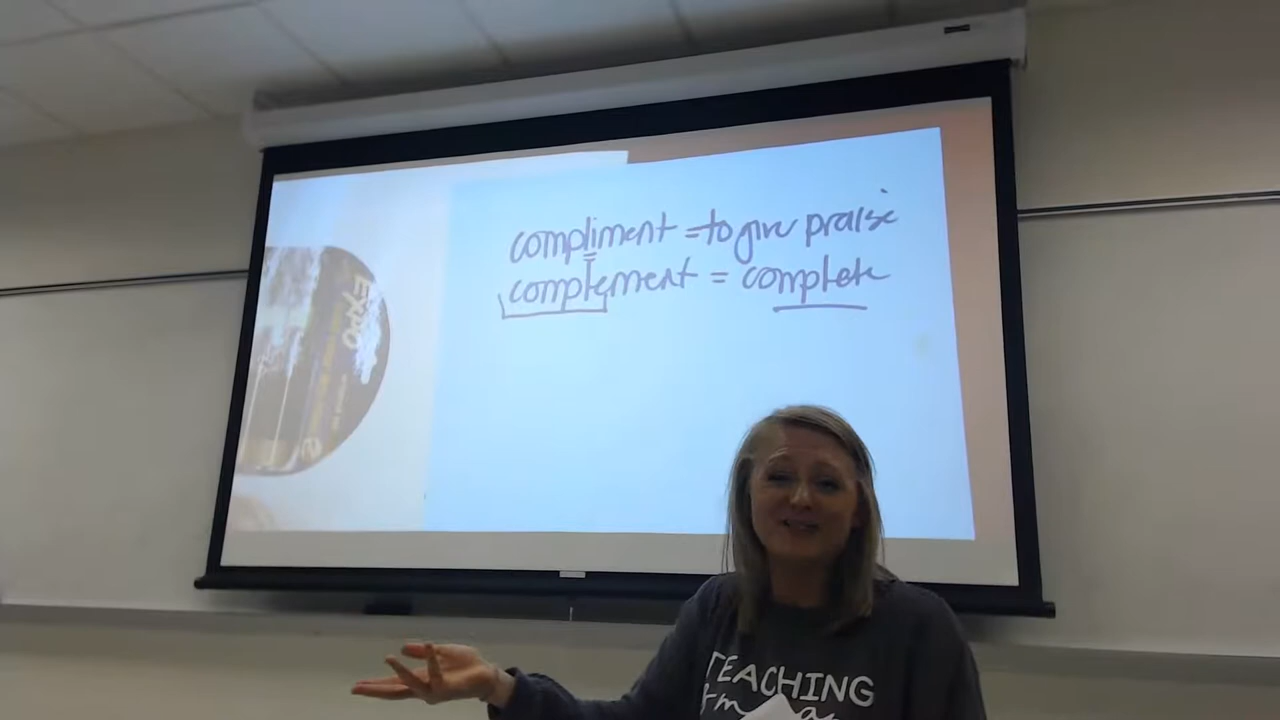 compliment = to give praise
complement = complete
EXPO
TEACHING